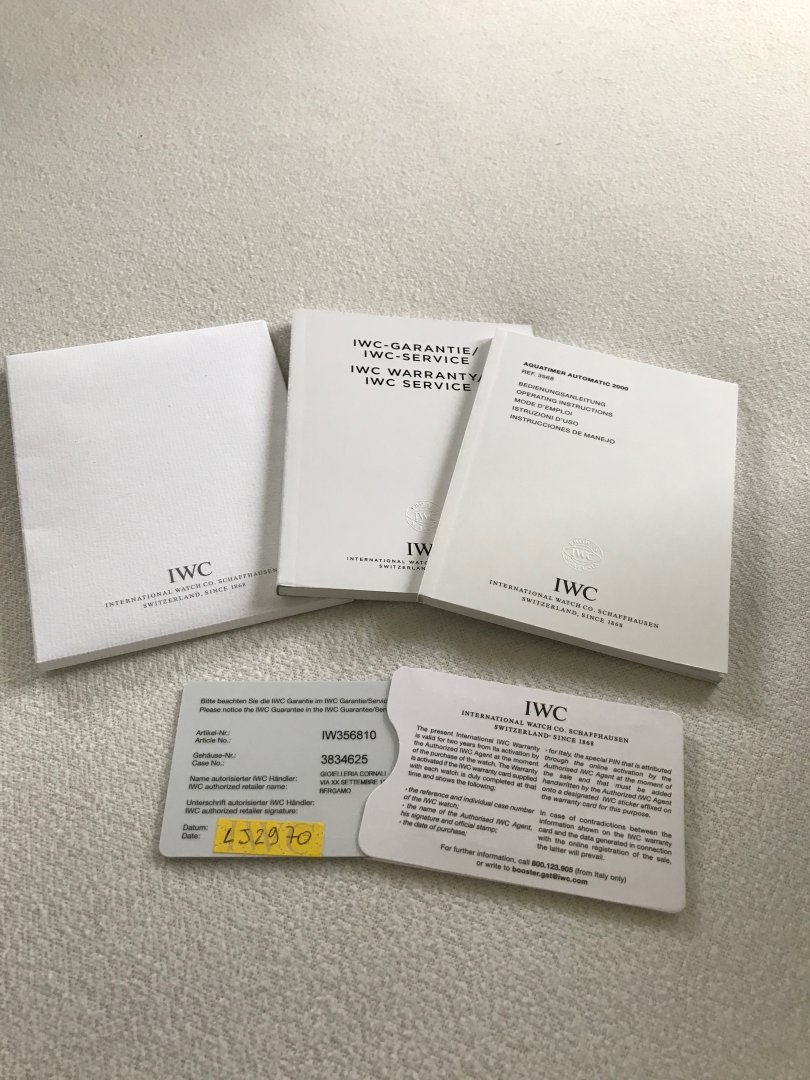 IWC
INTERNATIONAL WATCH CO. SCHAFFHAUSEN
SWITZERLAND, SINCE 1868
IWC-GARANTIE/
IWC-SERVICE
IWC WARRANTY/
IWC SERVICE
IWC
IW
INTERNATIONAL WATCH
SWITZERLAN
AQUATIMER AUTOMATIC 2000
REF. 3568
BEDIENUNGSANLEITUNG
OPERATING INSTRUCTIONS
MODE D'EMPLOI
ISTRUZIONI D'USO
INSTRUCCIONES DE MANEJO
IWC
IWC
INTERNATIONAL WATCH CO. SCHAFFHAUSEN
SWITZERLAND, SINCE 1868
Bitte beachten Sie die IWC Garantie im IWC Garantie/Servic
Please notice the IWC Guarantee in the IWC Guarantee/Ser
Artikel-Nr.:
Article No.: IW356810
Gehäuse-Nr.:
Case No.: 3834625
Name autorisierter IWC Händler:
IWC authorized retailer name:
GIOIELLERIA CORNALI
VIA XX SETTEMBRE
BERGAMO
Unterschrift autorisierter IWC Händler:
IWC authorized retailer signature:
Datum:
Date: LJ2970
IWC
INTERNATIONAL WATCH CO. SCHAFFHAUSEN
SWITZERLAND, SINCE 1868
The present International IWC Warranty
is valid for two years from its activation by
the Authorized IWC Agent at the moment
of the purchase of the watch. The Warranty
is activated if the IWC warranty card supplied
with each watch is duly completed at that
time and shows the following:
- the reference and individual case number
of the IWC watch;
- the name of the Authorised IWC Agent,
his signature and official stamp;
- the date of purchase;
- for Italy, the special PIN that is attributed
through the online activation by the
Authorised IWC Agent at the moment of
the sale and that must be added
handwritten by the Authorized IWC Agent
onto a designated IWC sticker affixed on
the warranty card for this purpose.
In case of contradictions between the
information shown on the IWC warranty
card and the data generated in connection
with the online registration of the sale,
the latter will prevail.
For further information, call 800.123.905 (from Italy only)
or write to booster.gst@iwc.com